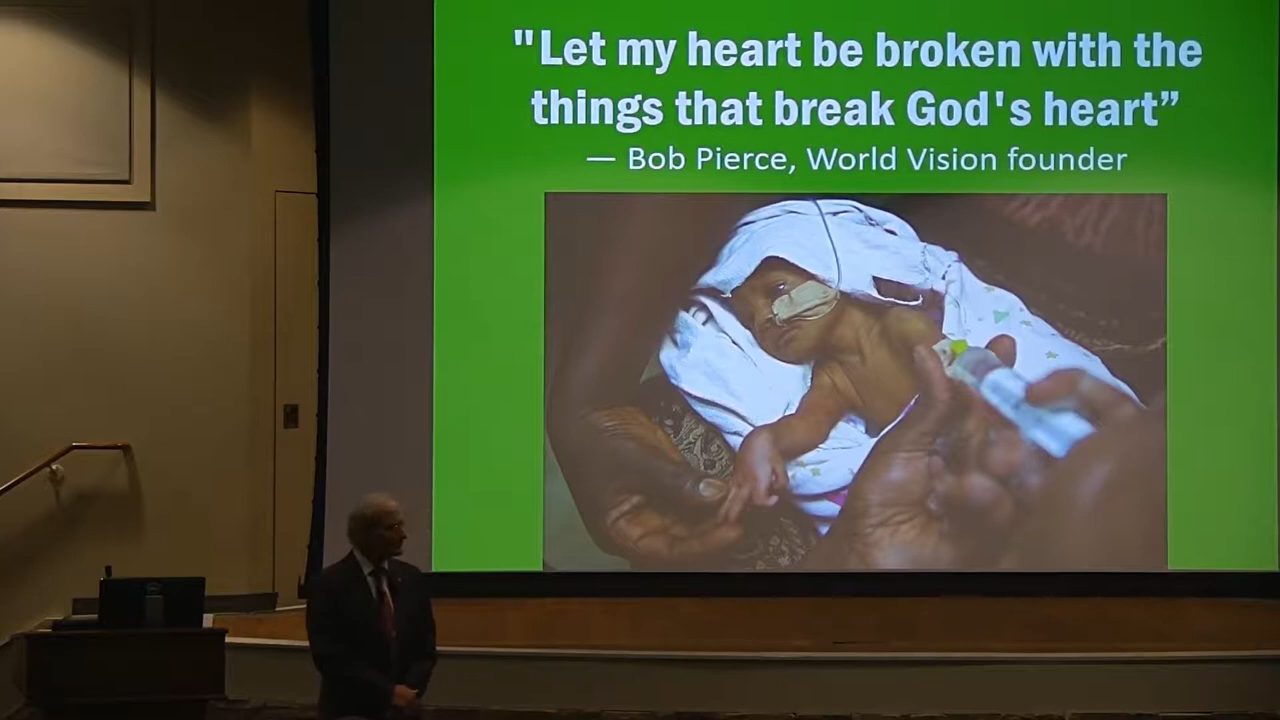 "Let my heart be broken with the
things that break God's heart”
— Bob Pierce, World Vision founder